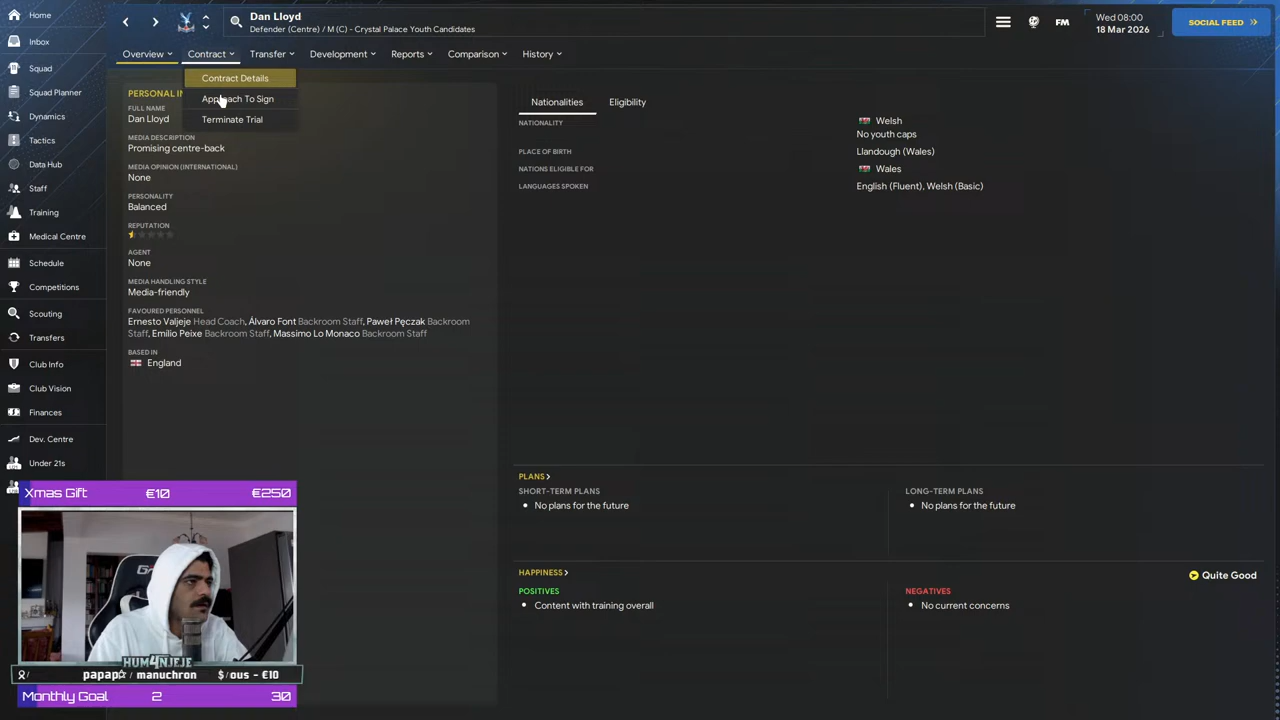 Home
Inbox
Squad
Squad Planner
Dynamics
Tactics
Data Hub
Staff
Training
Medical Centre
Schedule
Competitions
Scouting
Transfers
Club Info
Club Vision
Finances
Dev. Centre
Under 21s
Dan Lloyd
Defender (Centre) / M (C) - Crystal Palace Youth Candidates
FM
Wed 08:00
18 Mar 2026
SOCIAL FEED
Overview
Contract
Transfer
Development
Reports
Comparison
History
Contract Details
Approach To Sign
Terminate Trial
PERSONAL IN
FULL NAME
Dan Lloyd
MEDIA DESCRIPTION
Promising centre-back
MEDIA OPINION (INTERNATIONAL)
None
PERSONALITY
Balanced
REPUTATION
AGENT
None
MEDIA HANDLING STYLE
Media-friendly
FAVOURED PERSONNEL
Ernesto Valjeje Head Coach, Álvaro Font Backroom Staff, Paweł Pęczak Backroom
Staff, Emílio Peixe Backroom Staff, Massimo Lo Monaco Backroom Staff
BASED IN
England
Nationalities
Eligibility
NATIONALITY
Welsh
No youth caps
PLACE OF BIRTH
Llandough (Wales)
NATIONS ELIGIBLE FOR
Wales
LANGUAGES SPOKEN
English (Fluent), Welsh (Basic)
PLANS
SHORT-TERM PLANS
No plans for the future
LONG-TERM PLANS
No plans for the future
HAPPINESS
Quite Good
POSITIVES
Content with training overall
NEGATIVES
No current concerns
Xmas Gift €10 €250
HUM4NJEJE
papap / manuchron $/ous - €10
Monthly Goal 2 30